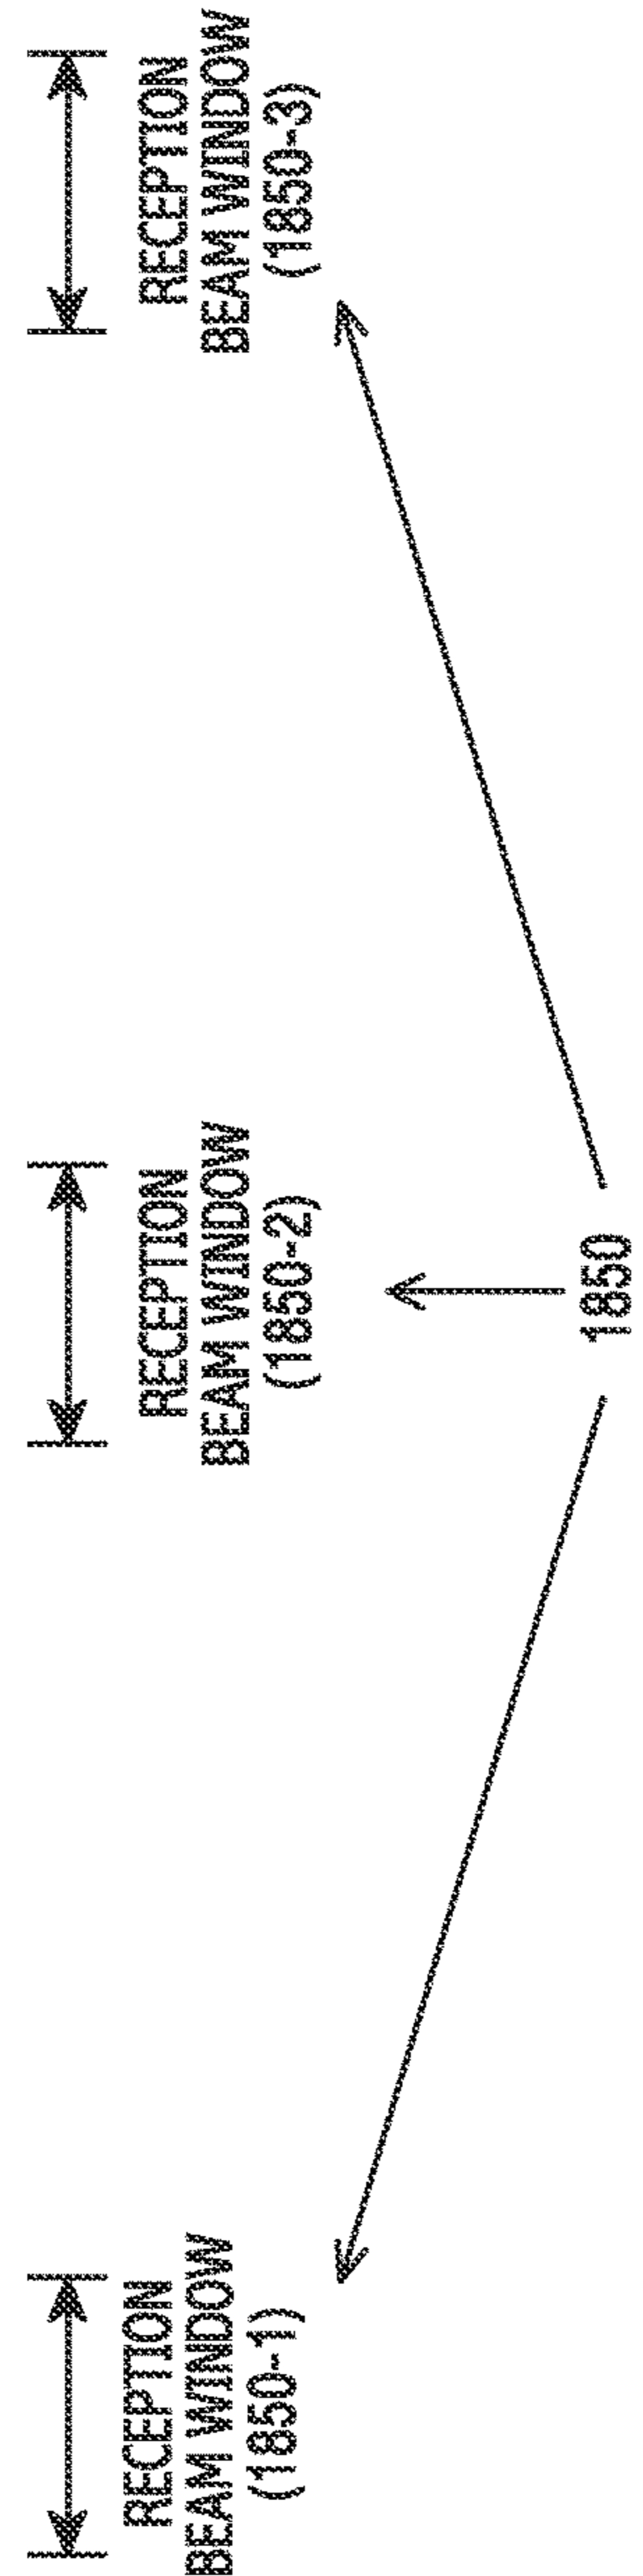 RECEPTION
BEAM WINDOW
(1850-1)
RECEPTION
BEAM WINDOW
(1850-2)
RECEPTION
BEAM WINDOW
(1850-3)
1850